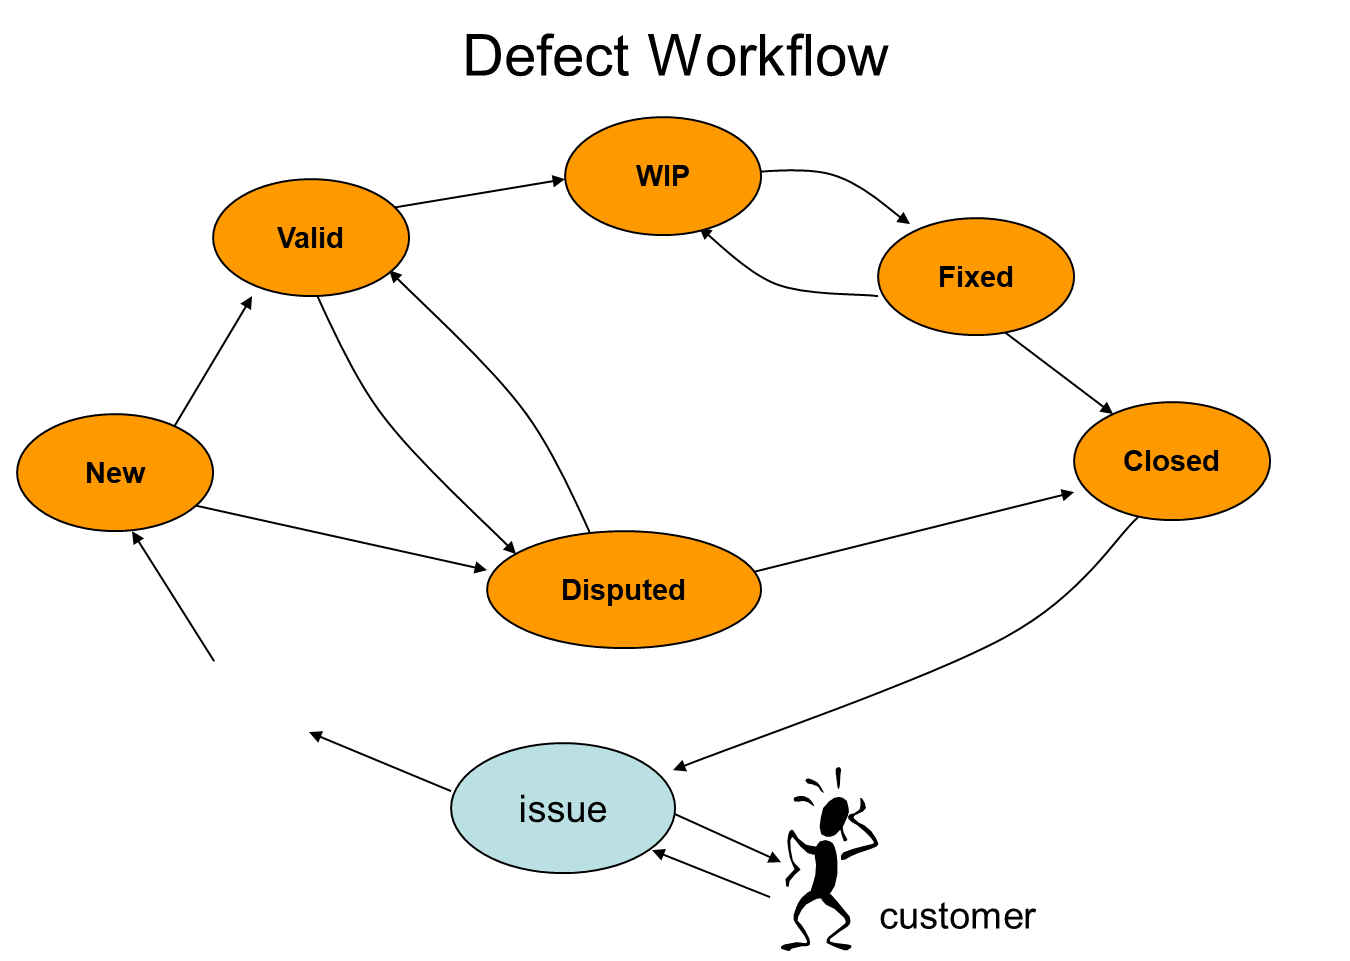 Defect Workflow
WIP
Valid
Fixed
Closed
New
Disputed
issue
customer